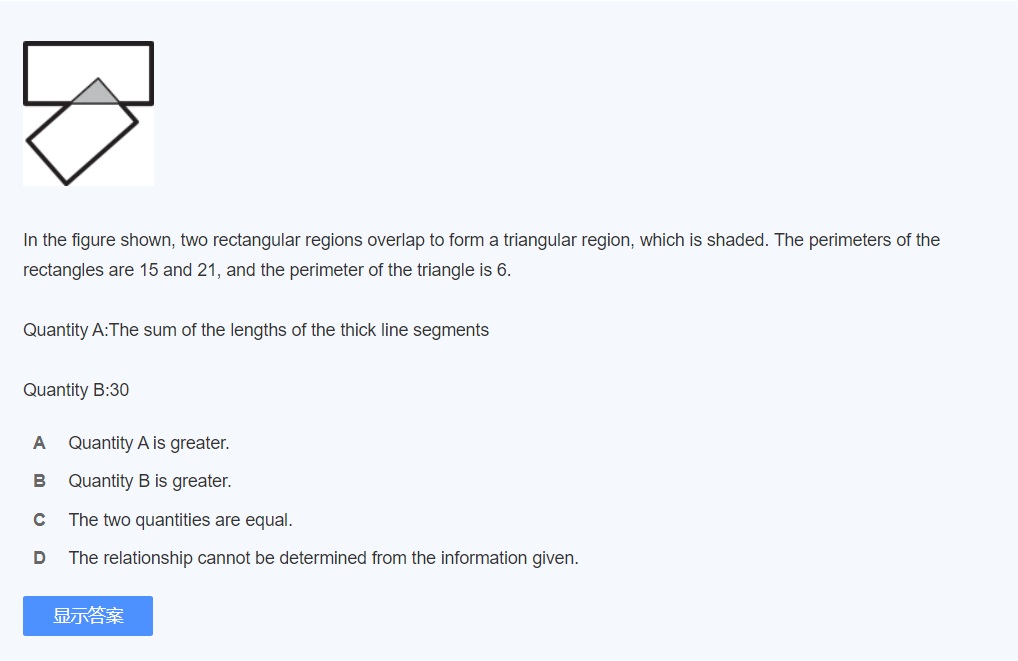 In the figure shown, two rectangular regions overlap to form a triangular region, which is shaded. The perimeters of the
rectangles are 15 and 21, and the perimeter of the triangle is 6.
Quantity A:The sum of the lengths of the thick line segments
Quantity B:30
A Quantity A is greater.
B Quantity B is greater.
C The two quantities are equal.
D The relationship cannot be determined from the information given.
显示答案